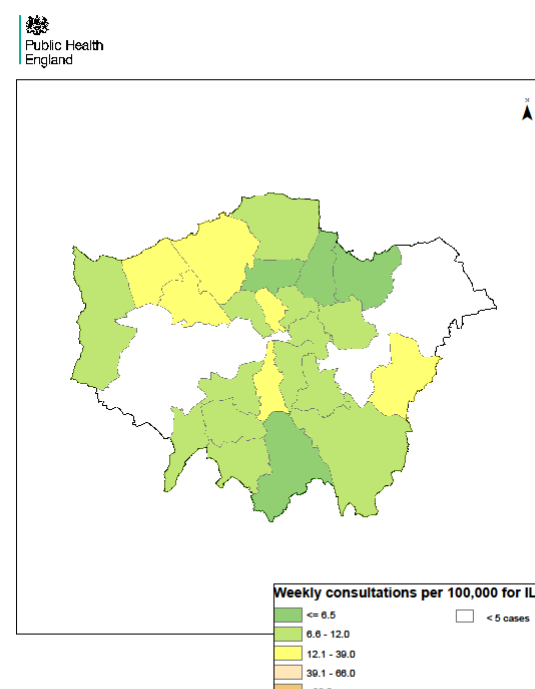 Public Health
England
N
Weekly consultations per 100,000 for IL
<= 6.5
< 5 cases
6.6 - 12.0
12.1 - 39.0
39.1 - 66.0